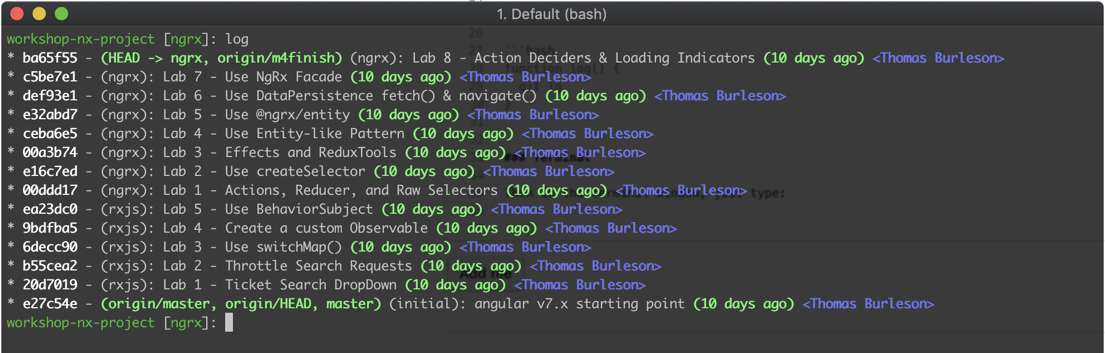 1. Default (bash)
workshop-nx-project [ngrx]: log
* ba65f55 - (HEAD -> ngrx, origin/m4finish) (ngrx): Lab 8 - Action Deciders & Loading Indicators (10 days ago) <Thomas Burleson>
* c5be7e1 - (ngrx): Lab 7 - Use NgRx Facade (10 days ago) <Thomas Burleson>
* def93e1 - (ngrx): Lab 6 - Use DataPersistence fetch() & navigate() (10 days ago) <Thomas Burleson>
* e32abd7 - (ngrx): Lab 5 - Use @ngrx/entity (10 days ago) <Thomas Burleson>
* ceba6e5 - (ngrx): Lab 4 - Use Entity-like Pattern (10 days ago) <Thomas Burleson>
* 00a3b74 - (ngrx): Lab 3 - Effects and ReduxTools (10 days ago) <Thomas Burleson>
* e16c7ed - (ngrx): Lab 2 - Use createSelector (10 days ago) <Thomas Burleson>
* 00ddd17 - (ngrx): Lab 1 - Actions, Reducer, and Raw Selectors (10 days ago) <Thomas Burleson>
* ea23dc0 - (rxjs): Lab 5 - Use BehaviorSubject (10 days ago) <Thomas Burleson>
* 9bdfba5 - (rxjs): Lab 4 - Create a custom Observable (10 days ago) <Thomas Burleson>
* 6decc90 - (rxjs): Lab 3 - Use switchMap() (10 days ago) <Thomas Burleson>
* b55cea2 - (rxjs): Lab 2 - Throttle Search Requests (10 days ago) <Thomas Burleson>
* 20d7019 - (rxjs): Lab 1 - Ticket Search DropDown (10 days ago) <Thomas Burleson>
* e27c54e - (origin/master, origin/HEAD, master) (initial): angular v7.x starting point (10 days ago) <Thomas Burleson>
workshop-nx-project [ngrx]: